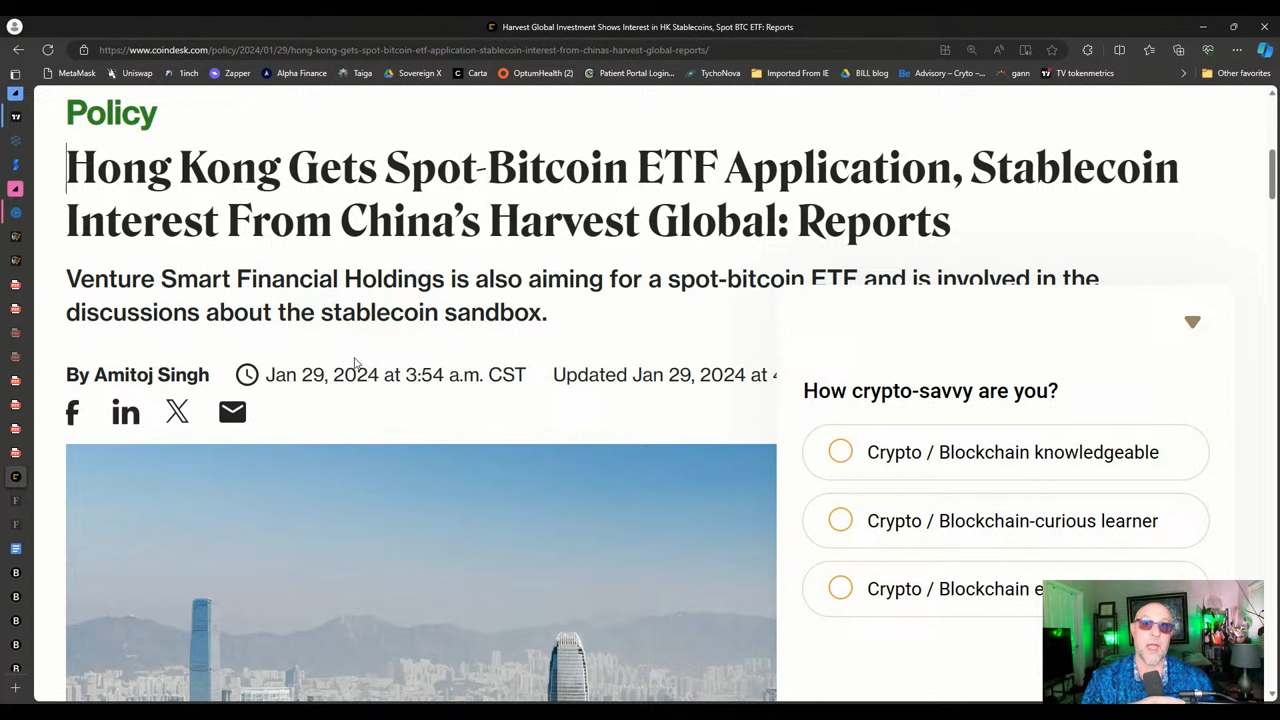 Harvest Global Investment Shows Interest in HK Stablecoins, Spot BTC ETF: Reports
https://www.coindesk.com/policy/2024/01/29/hong-kong-gets-spot-bitcoin-etf-application-stablecoin-interest-from-chinas-harvest-global-reports/
MetaMask Uniswap 1inch Zapper Alpha Finance Taiga Sovereign X Carta OptumHealth (2) Patient Portal Login... TychoNova Imported From IE BILL blog Advisory – Cryto –... gann TV tokenmetrics Other favorites
Policy
Hong Kong Gets Spot-Bitcoin ETF Application, Stablecoin
Interest From China’s Harvest Global: Reports
Venture Smart Financial Holdings is also aiming for a spot-bitcoin ETF and is involved in the
discussions about the stablecoin sandbox.
By Amitoj Singh Jan 29, 2024 at 3:54 a.m. CST Updated Jan 29, 2024 at
How crypto-savvy are you?
Crypto / Blockchain knowledgeable
Crypto / Blockchain-curious learner
Crypto / Blockchain